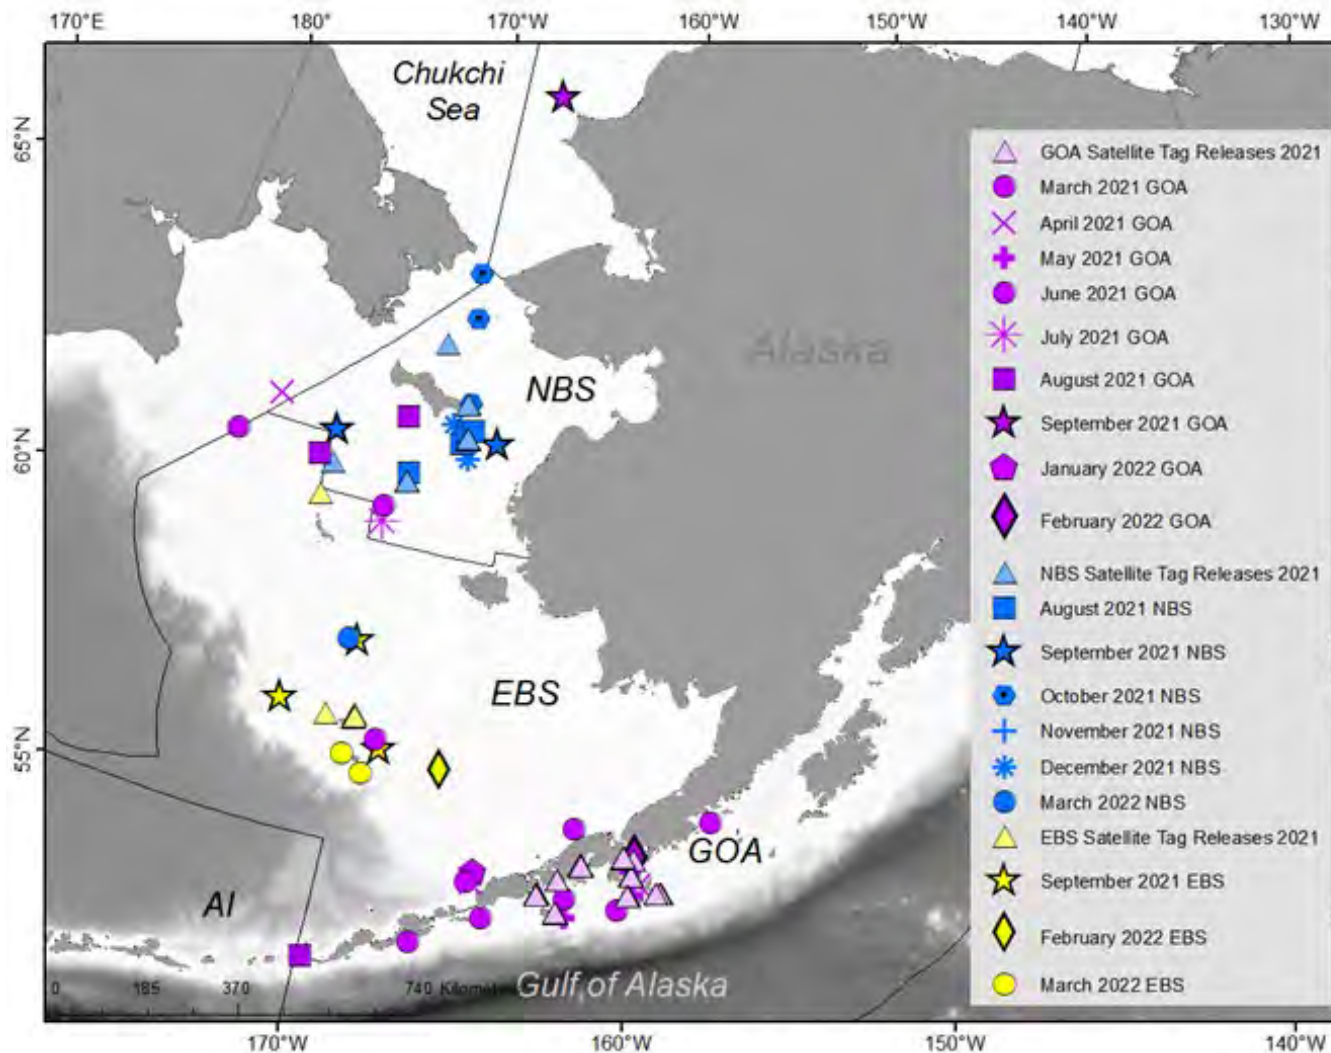 170°E 180° 170°W 160°W 150°W 140°W 130°W
Chukchi
Sea
65°N
GOA Satellite Tag Releases 2021
March 2021 GOA
April 2021 GOA
May 2021 GOA
June 2021 GOA
July 2021 GOA
August 2021 GOA
September 2021 GOA
January 2022 GOA
February 2022 GOA
NBS Satellite Tag Releases 2021
August 2021 NBS
September 2021 NBS
October 2021 NBS
November 2021 NBS
December 2021 NBS
March 2022 NBS
EBS Satellite Tag Releases 2021
September 2021 EBS
February 2022 EBS
March 2022 EBS
Alaska
NBS
60°N
EBS
55°N
GOA
AI
0 185 370 740 Kilomet
Gulf of Alaska
170°W 160°W 150°W 140°W